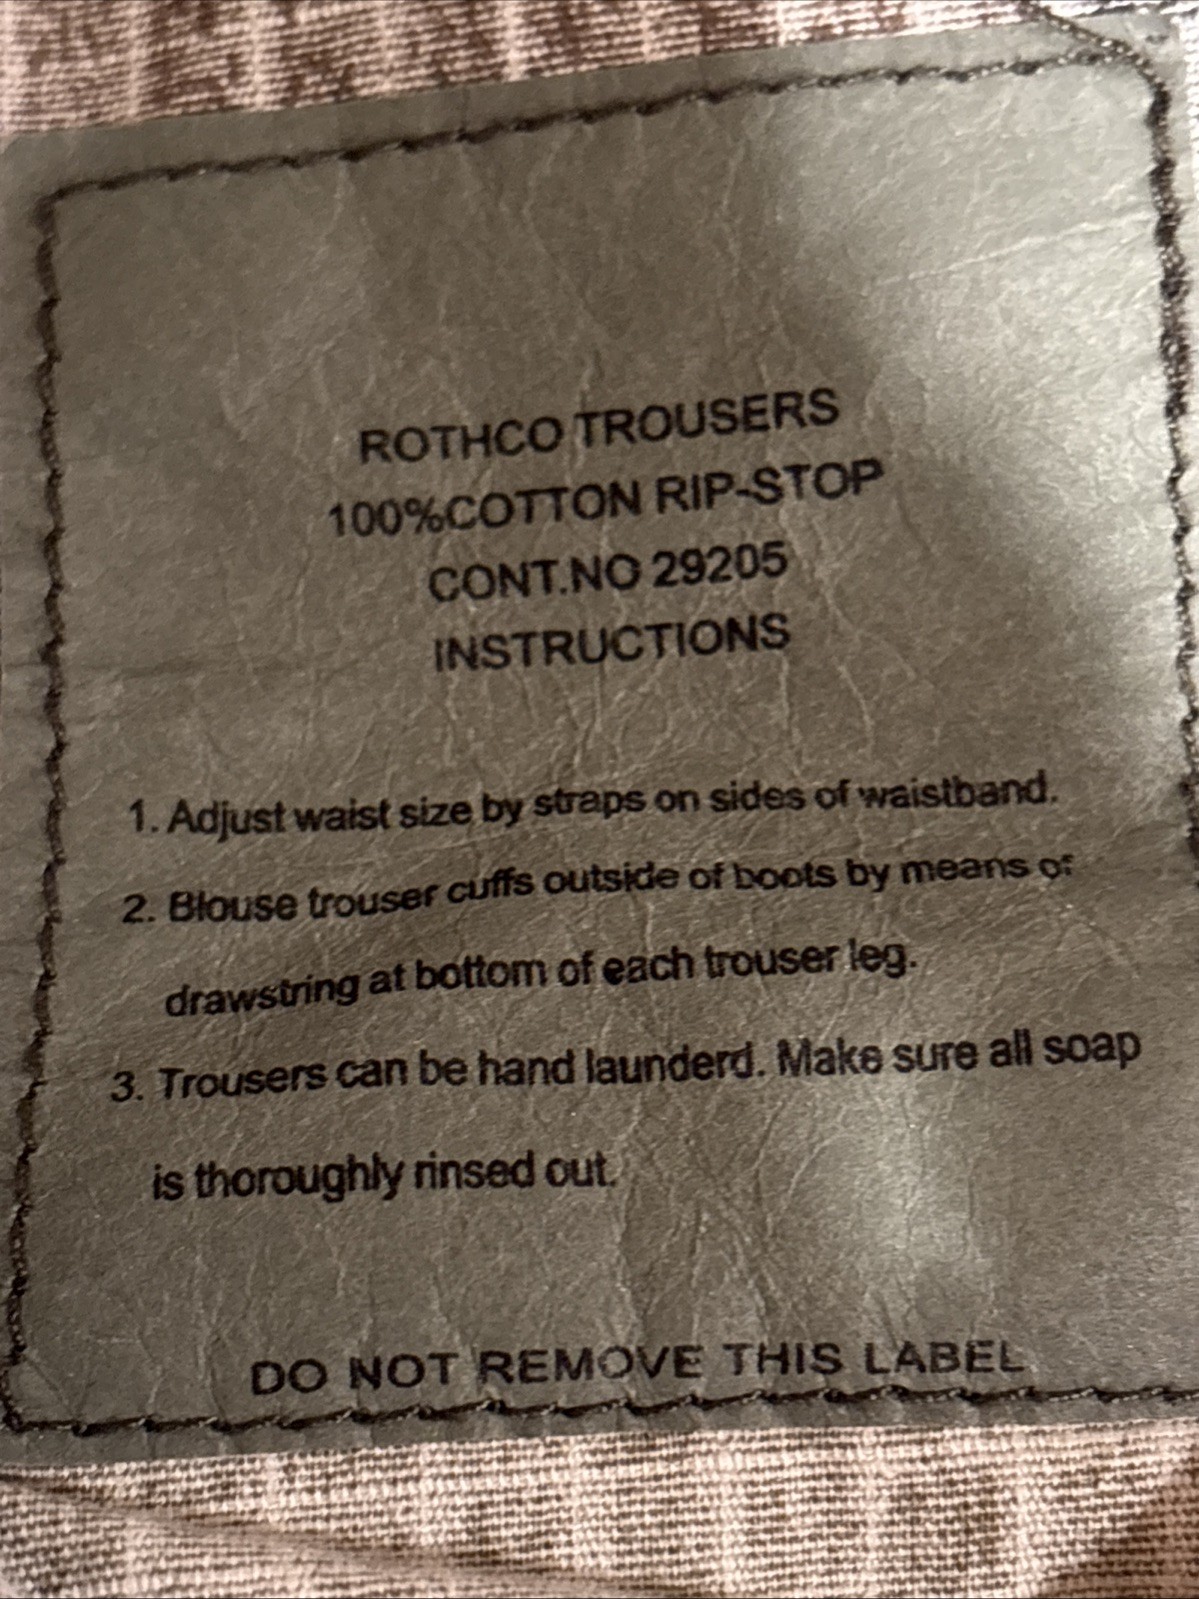 ROTHCO TROUSERS
100%COTTON RIP-STOP
CONT.NO 29205
INSTRUCTIONS
1. Adjust waist size by straps on sides of waistband.
2. Blouse trouser cuffs outside of boots by means of
drawstring at bottom of each trouser leg.
3. Trousers can be hand launderd. Make sure all soap
is thoroughly rinsed out.
DO NOT REMOVE THIS LABEL